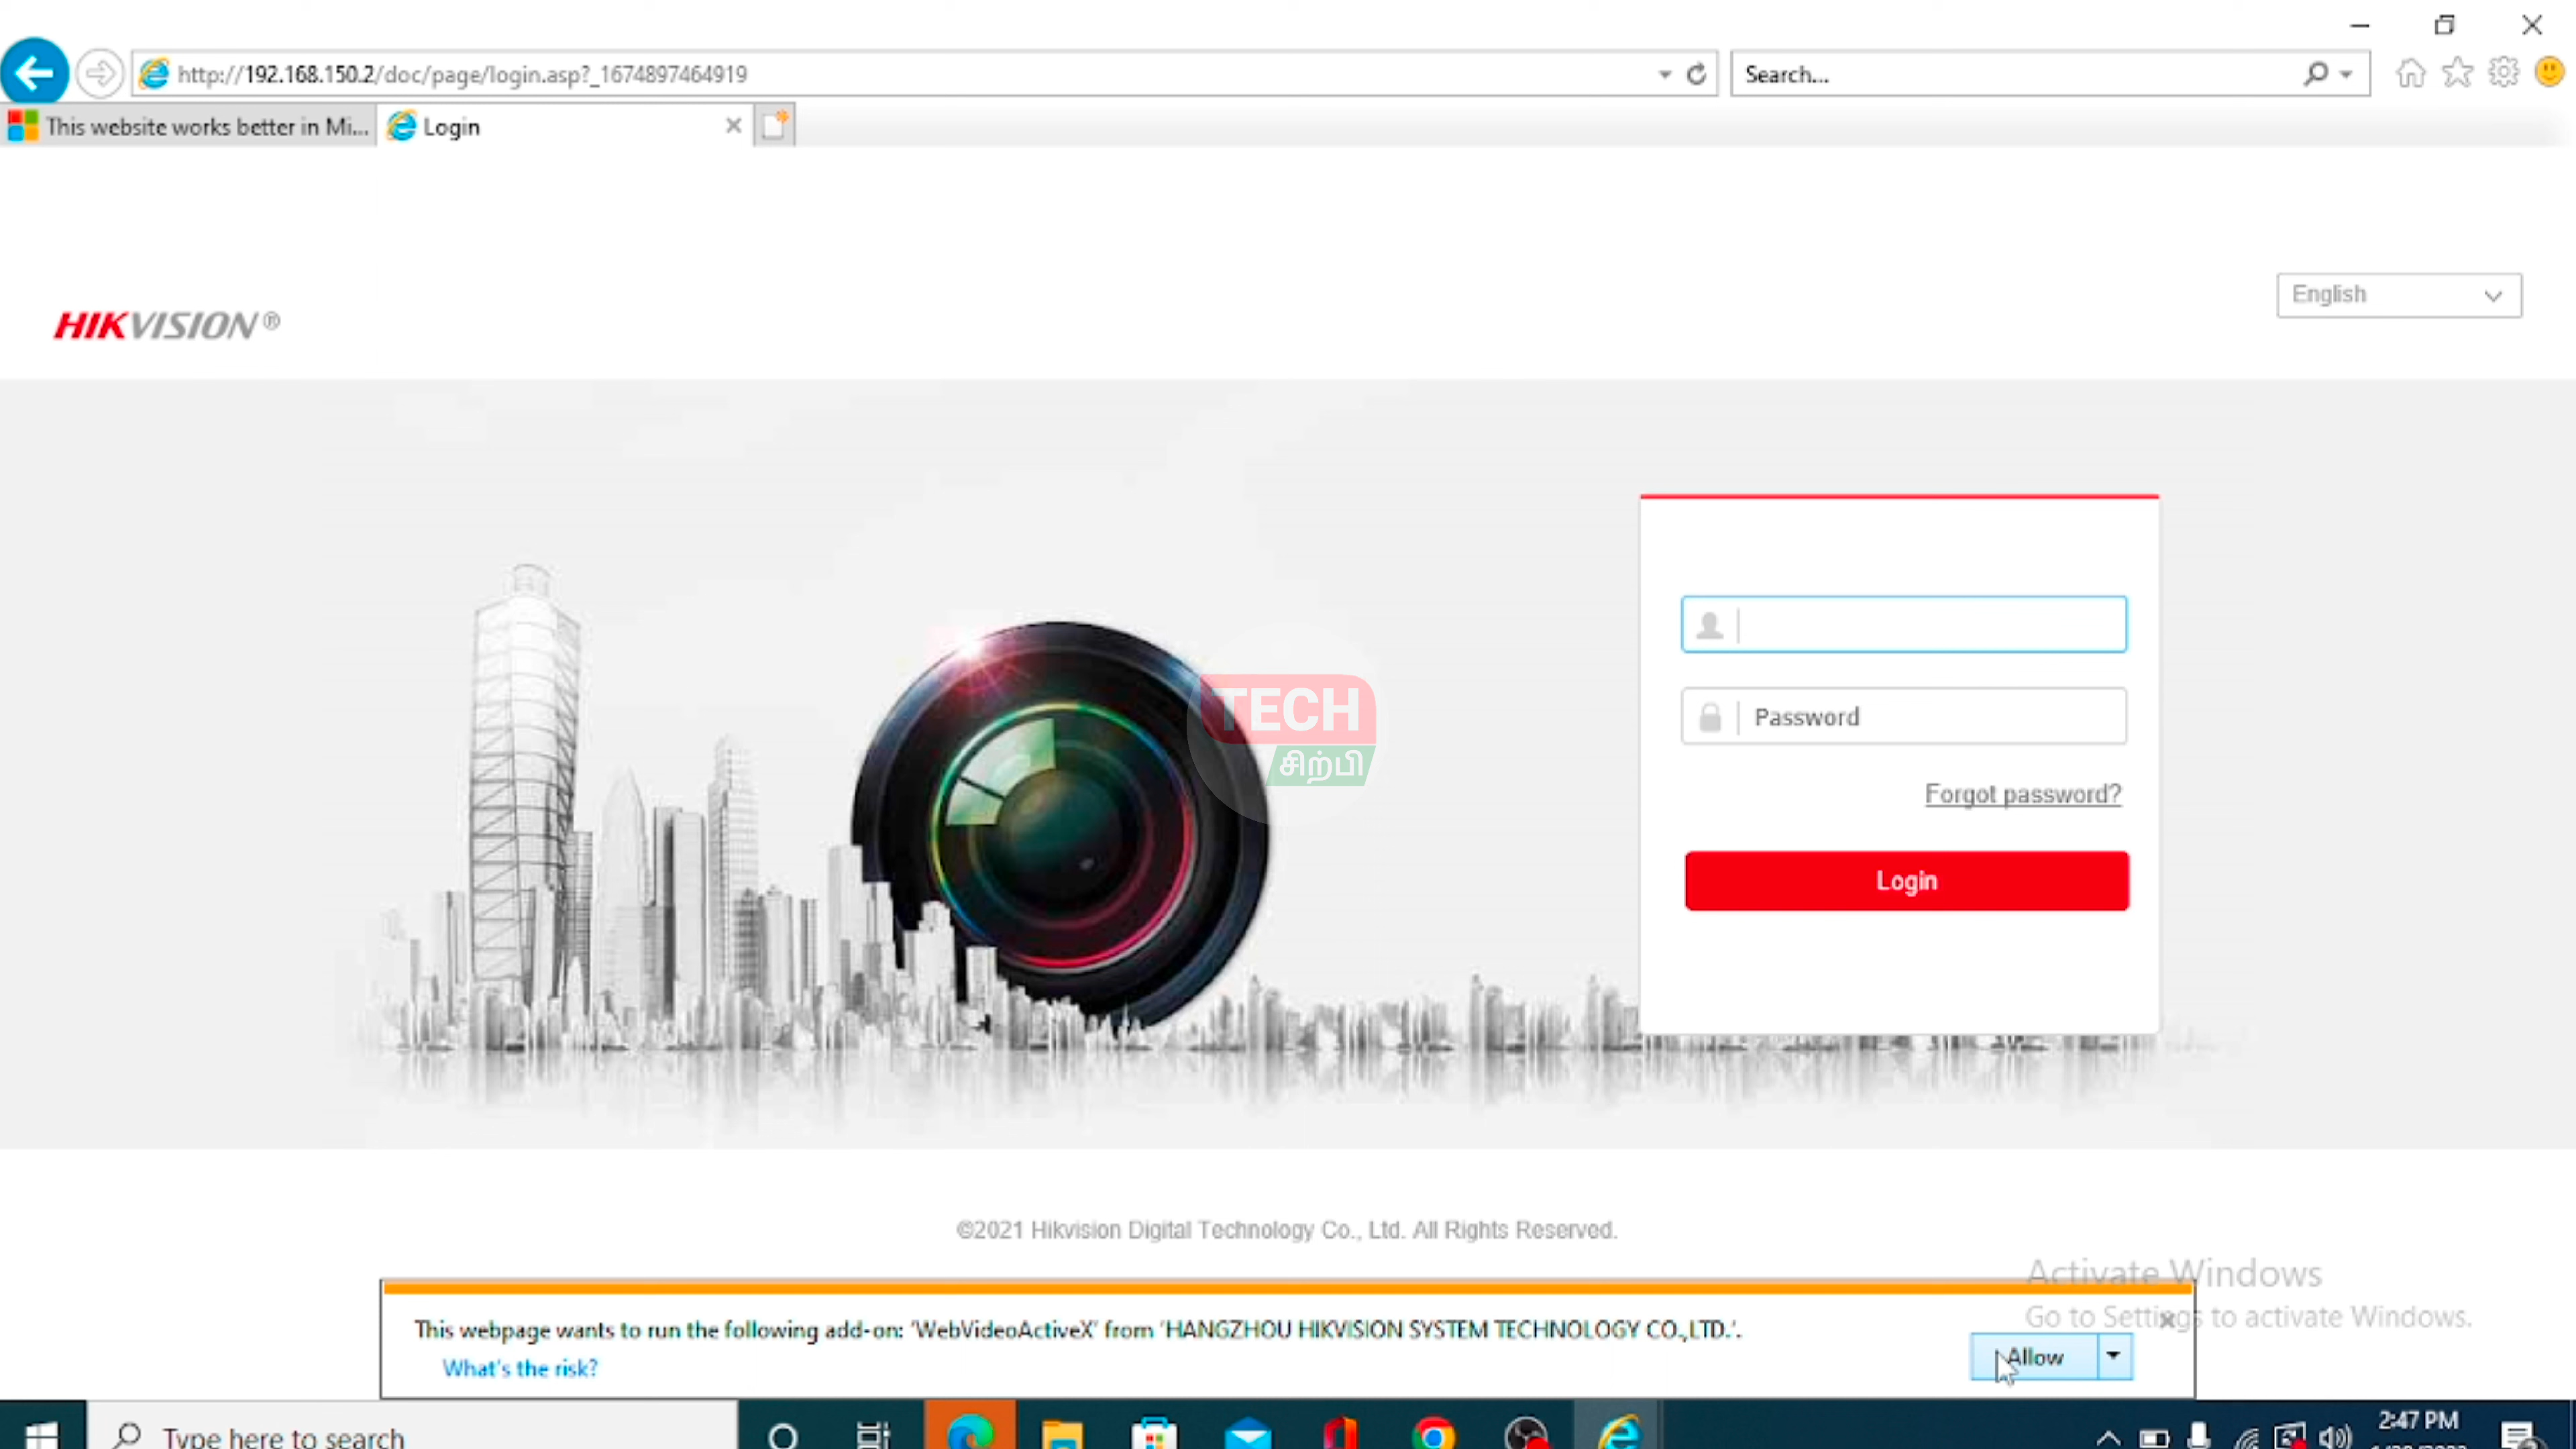 http://192.168.150.2/doc/page/login.asp?_1674897464919
Search...
This website works better in Mi...
Login
English
HIKVISION®
TECH
சிற்பி
Password
Forgot password?
Login
©2021 Hikvision Digital Technology Co., Ltd. All Rights Reserved.
Activate Windows
Go to Settings to activate Windows.
This webpage wants to run the following add-on: 'WebVideoActiveX' from 'HANGZHOU HIKVISION SYSTEM TECHNOLOGY CO.,LTD.'.
What's the risk?
Allow
Type here to search
2:47 PM